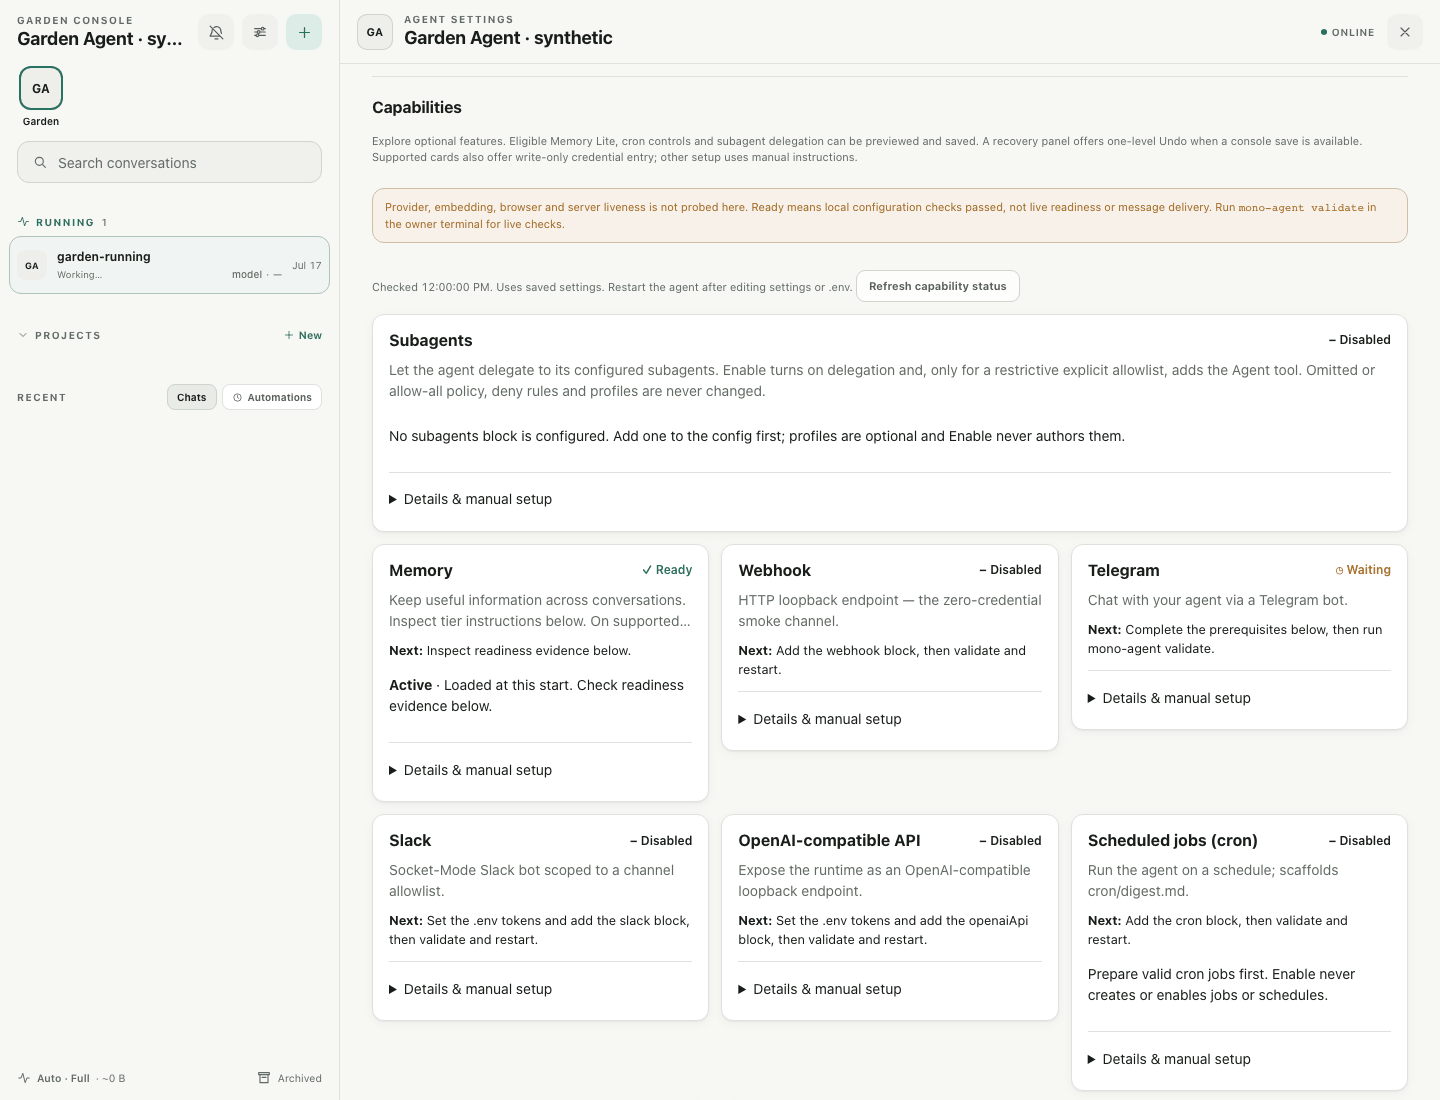 GARDEN CONSOLE
Garden Agent · sy...
GA
Garden
Search conversations
RUNNING 1
GA
garden-running
Working...
model · —
Jul 17
PROJECTS
New
RECENT
Chats
Automations
Auto · Full · ~0 B
Archived
GA
AGENT SETTINGS
Garden Agent · synthetic
ONLINE
Capabilities
Explore optional features. Eligible Memory Lite, cron controls and subagent delegation can be previewed and saved. A recovery panel offers one-level Undo when a console save is available.
Supported cards also offer write-only credential entry; other setup uses manual instructions.
Provider, embedding, browser and server liveness is not probed here. Ready means local configuration checks passed, not live readiness or message delivery. Run mono-agent validate in
the owner terminal for live checks.
Checked 12:00:00 PM. Uses saved settings. Restart the agent after editing settings or .env.
Refresh capability status
Subagents
– Disabled
Let the agent delegate to its configured subagents. Enable turns on delegation and, only for a restrictive explicit allowlist, adds the Agent tool. Omitted or
allow-all policy, deny rules and profiles are never changed.
No subagents block is configured. Add one to the config first; profiles are optional and Enable never authors them.
Details & manual setup
Memory
Ready
Keep useful information across conversations.
Inspect tier instructions below. On supported...
Next: Inspect readiness evidence below.
Active · Loaded at this start. Check readiness
evidence below.
Details & manual setup
Webhook
– Disabled
HTTP loopback endpoint — the zero-credential
smoke channel.
Next: Add the webhook block, then validate and
restart.
Details & manual setup
Telegram
Waiting
Chat with your agent via a Telegram bot.
Next: Complete the prerequisites below, then run
mono-agent validate.
Details & manual setup
Slack
– Disabled
Socket-Mode Slack bot scoped to a channel
allowlist.
Next: Set the .env tokens and add the slack block,
then validate and restart.
Details & manual setup
OpenAI-compatible API
– Disabled
Expose the runtime as an OpenAI-compatible
loopback endpoint.
Next: Set the .env tokens and add the openaiApi
block, then validate and restart.
Details & manual setup
Scheduled jobs (cron)
– Disabled
Run the agent on a schedule; scaffolds
cron/digest.md.
Next: Add the cron block, then validate and
restart.
Prepare valid cron jobs first. Enable never
creates or enables jobs or schedules.
Details & manual setup